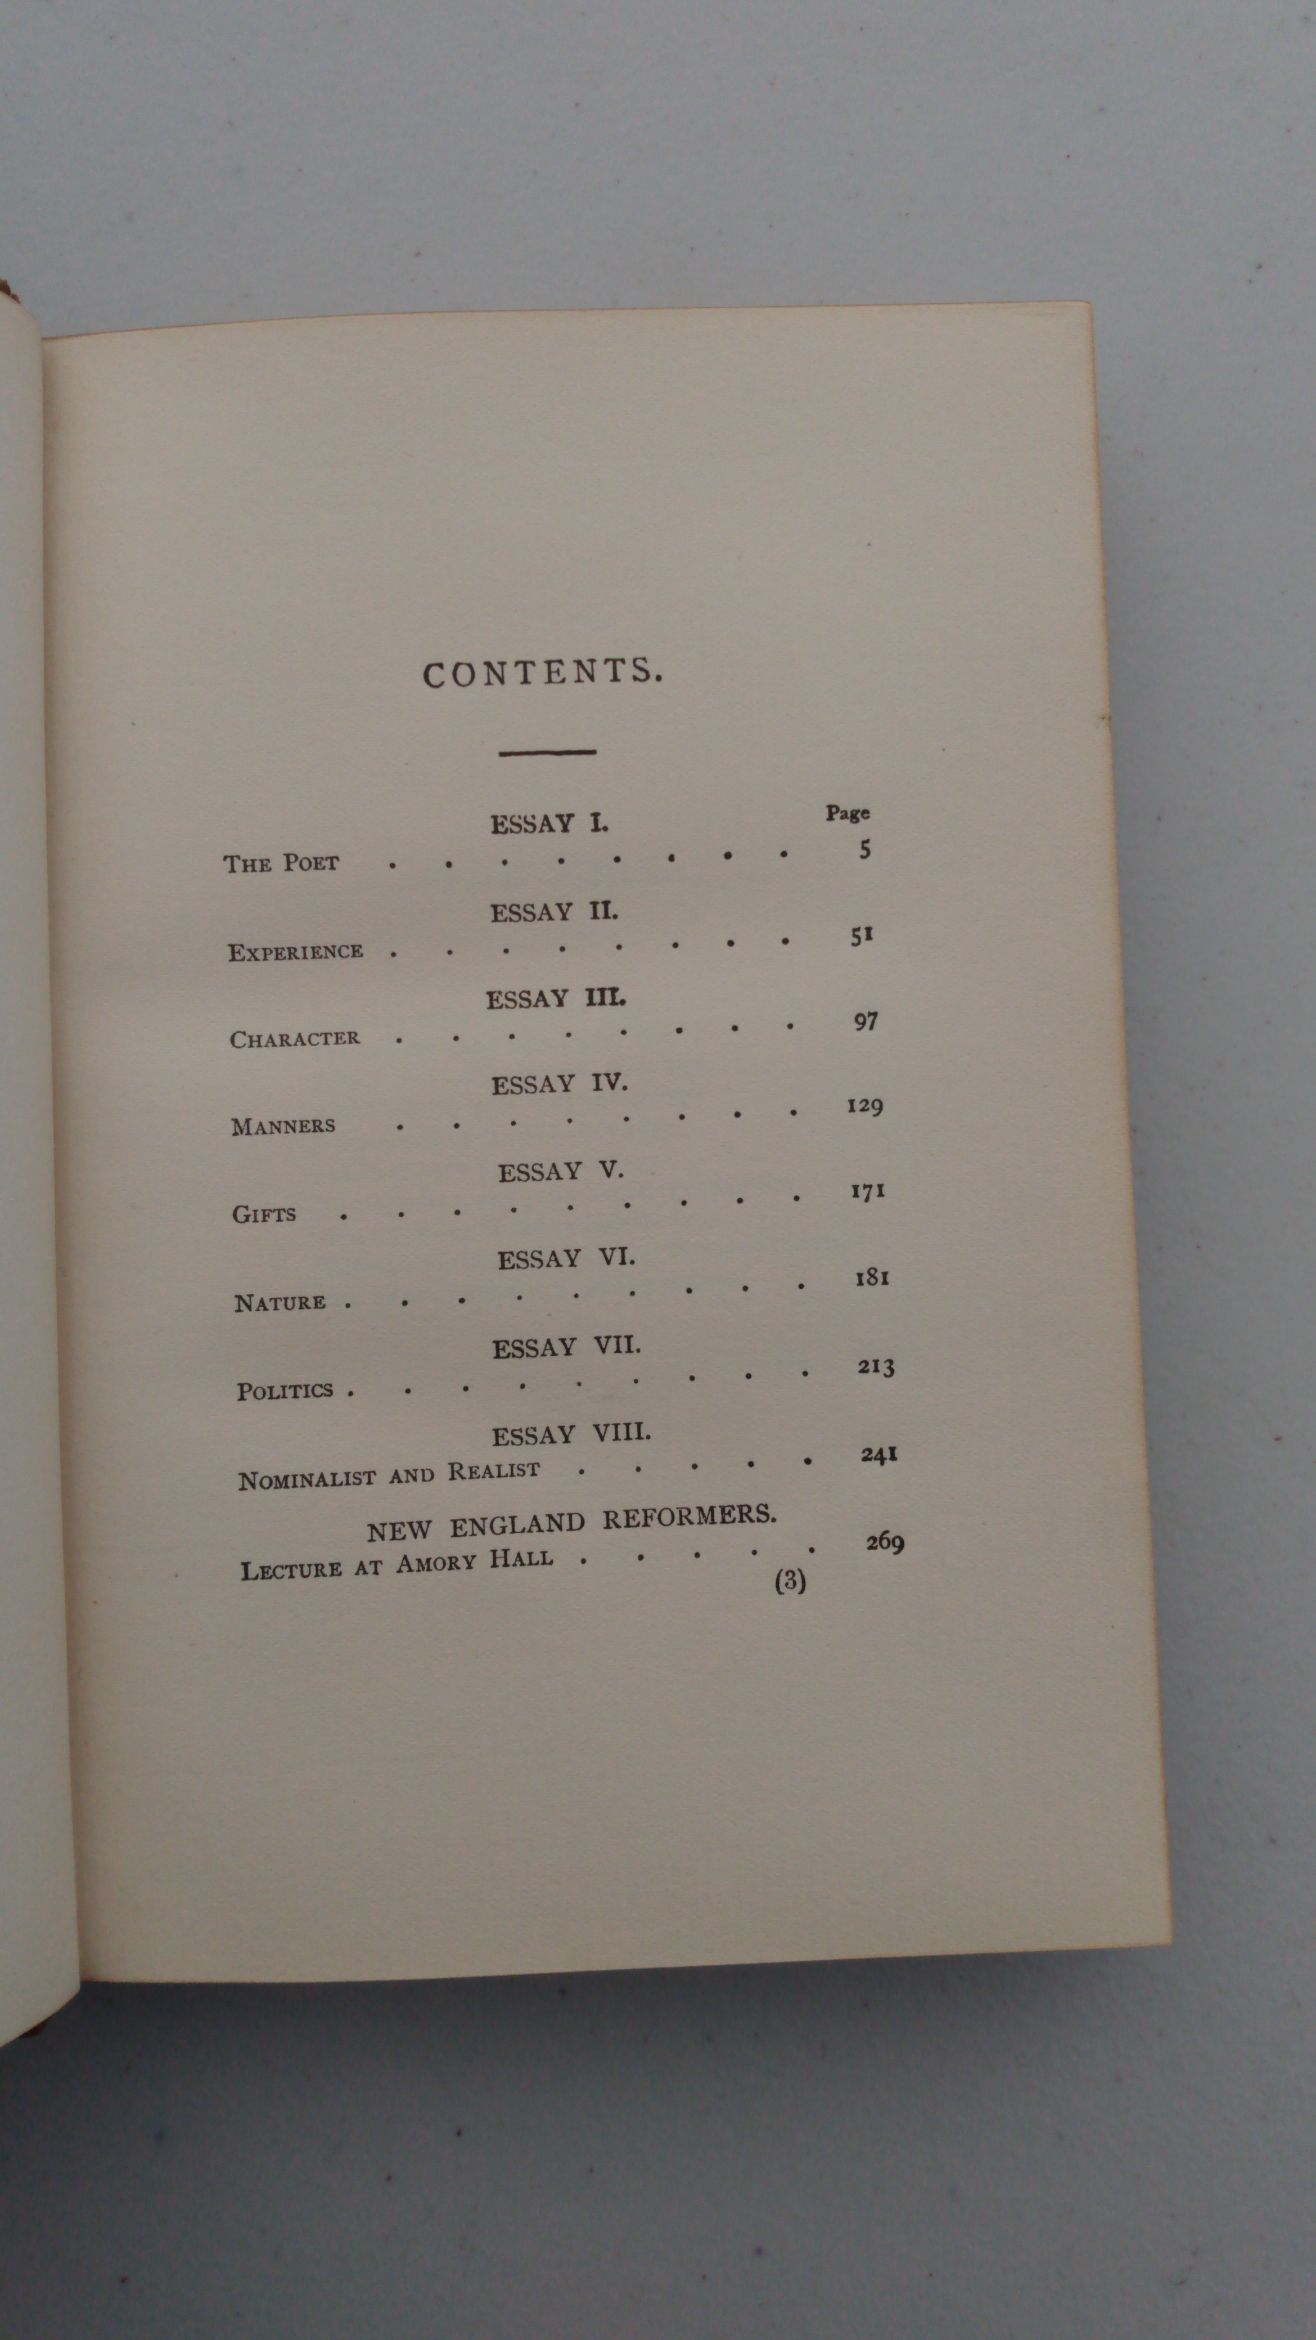 CONTENTS.
ESSAY I. Page
THE POET . . . . . . . . 5
ESSAY II.
EXPERIENCE . . . . . . . . 51
ESSAY III.
CHARACTER . . . . . . . . 97
ESSAY IV.
MANNERS . . . . . . . . 129
ESSAY V.
GIFTS . . . . . . . . . 171
ESSAY VI.
NATURE . . . . . . . . . 181
ESSAY VII.
POLITICS . . . . . . . . . 213
ESSAY VIII.
NOMINALIST AND REALIST . . . . . 241
NEW ENGLAND REFORMERS.
LECTURE AT AMORY HALL . . . . . 269
(3)